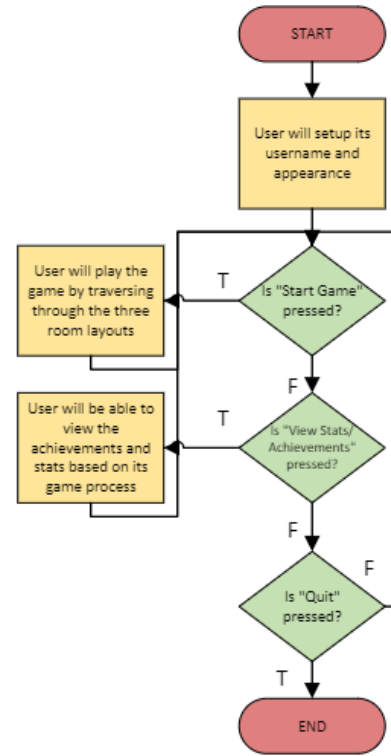 START
User will setup its
username and
appearance
User will play the
game by traversing
through the three
room layouts
T
Is "Start Game"
pressed?
F
User will be able to
view the
achievements and
stats based on its
game process
T
Is "View Stats/
Achievements"
pressed?
F
Is "Quit"
pressed?
F
T
END